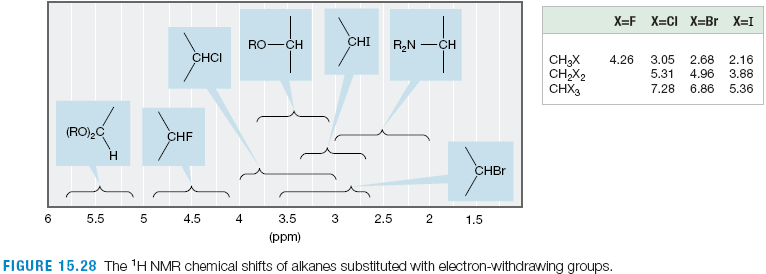 X=F X=Cl X=Br X=I
CH₃X 4.26 3.05 2.68 2.16
CH₂X₂ 5.31 4.96 3.88
CHX₃ 7.28 6.86 5.36
CHCl
RO—CH
CHI
R₂N—CH
(RO)₂C
H
CHF
CHBr
6 5.5 5 4.5 4 3.5 3 2.5 2 1.5
(ppm)
FIGURE 15.28 The ¹H NMR chemical shifts of alkanes substituted with electron-withdrawing groups.